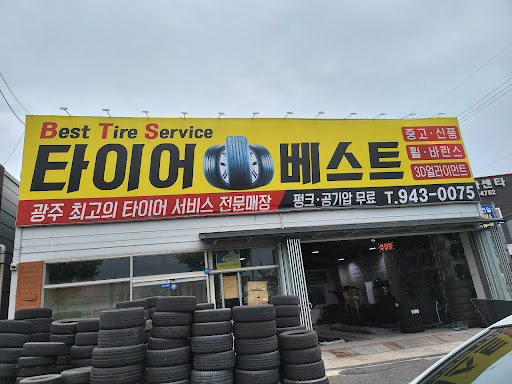 Best Tire Service
타이어 베스트
중고·신품
휠·바란스
3D얼라이먼트
광주 최고의 타이어 서비스 전문매장
펑크·공기압 무료 T.943-0075